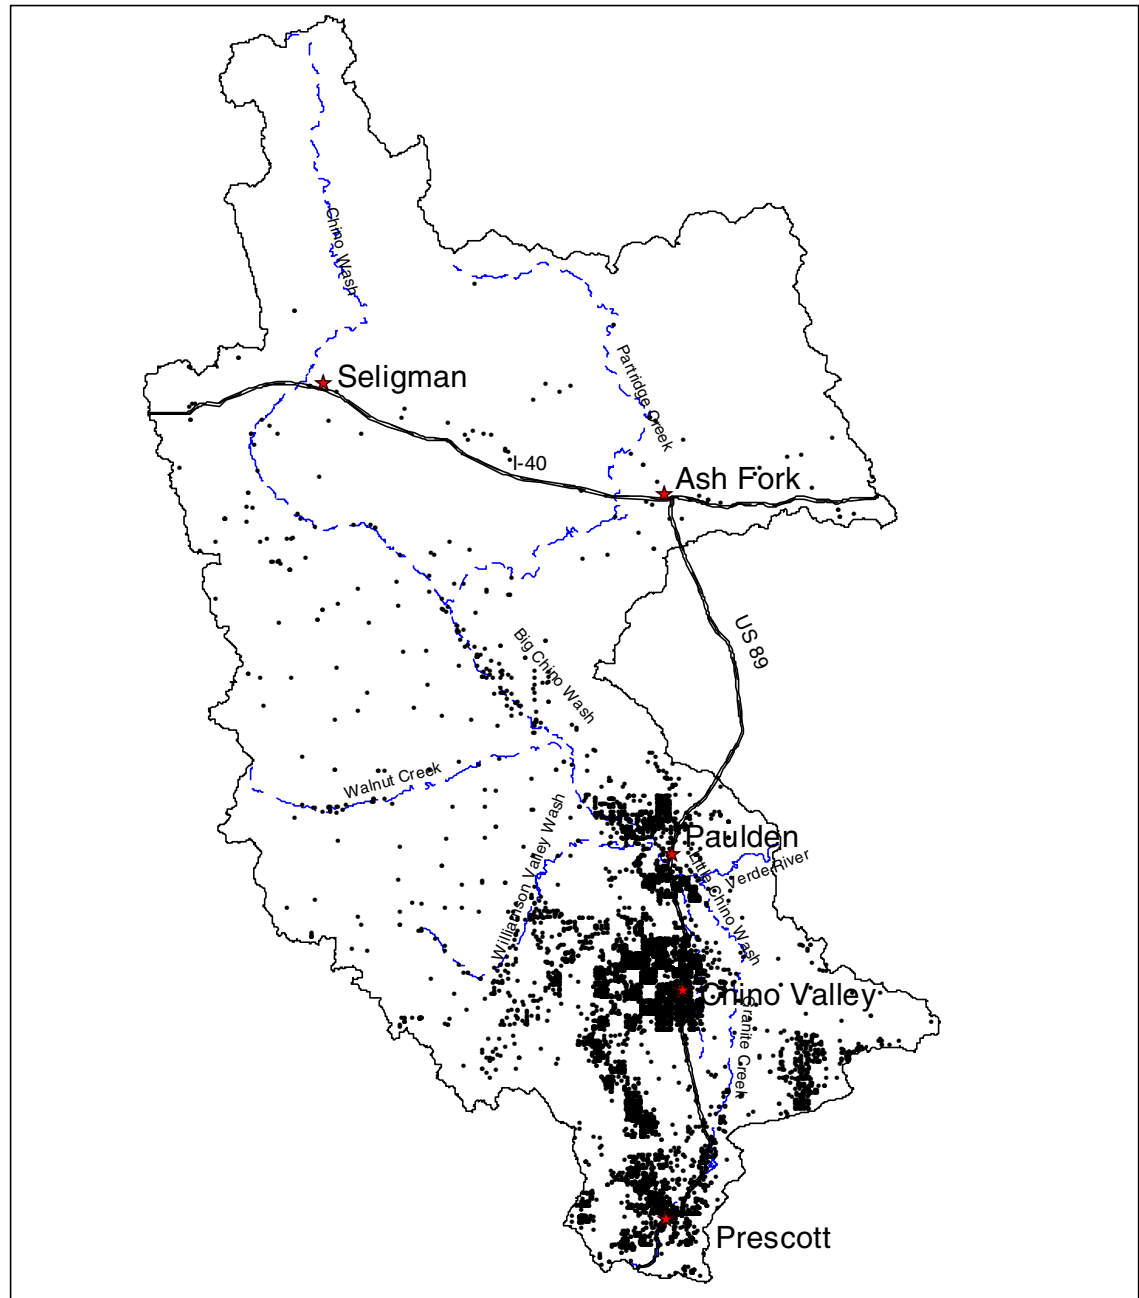 Chino Wash
Seligman
Partridge Creek
I-40
Ash Fork
US 89
Big Chino Wash
Walnut Creek
Williamson Valley Wash
Paulden
Little Chino Wash
Verde River
Chino Valley
Granite Creek
Prescott